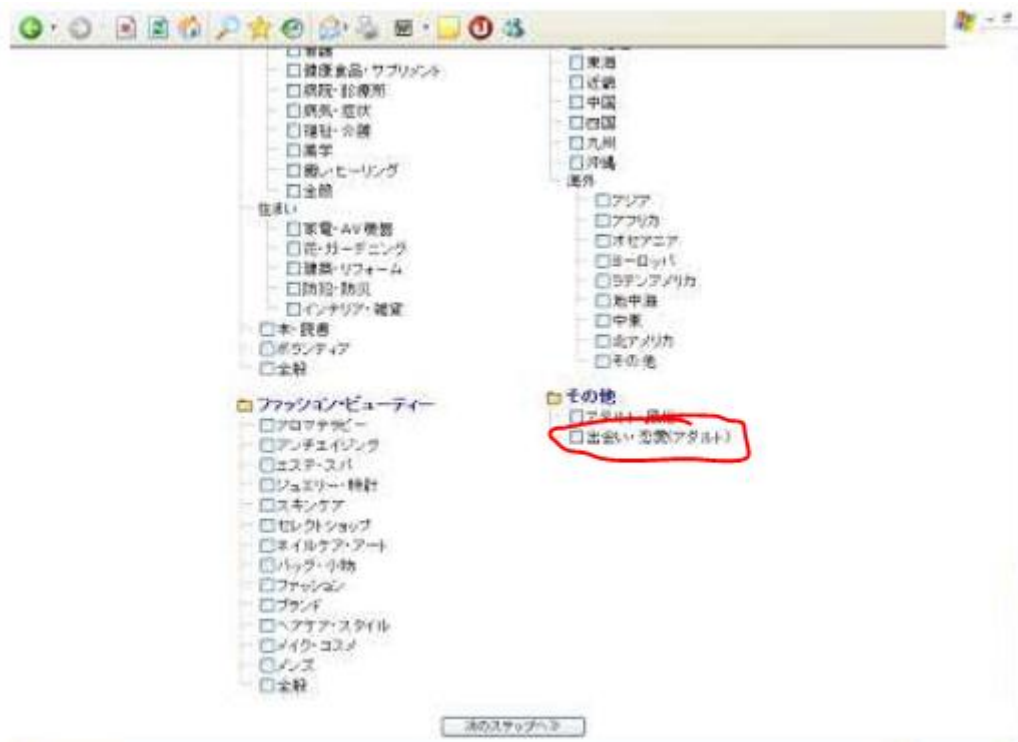 健康食品・サプリメント
病院・診療所
病気・症状
福祉・介護
薬学
癒し・ヒーリング
全般
住まい
家電・AV機器
花・ガーデニング
建築・リフォーム
防犯・防災
インテリア・雑貨
本・読書
ボランティア
全般
ファッション・ビューティー
アロマテラピー
アンチエイジング
エステ・スパ
ジュエリー・時計
スキンケア
セレクトショップ
ネイルケア・アート
バッグ・小物
ファッション
ブランド
ヘアケア・スタイル
メイク・コスメ
メンズ
全般
東海
近畿
中国
四国
九州
沖縄
海外
アジア
アフリカ
オセアニア
ヨーロッパ
ラテンアメリカ
地中海
中東
北アメリカ
その他
その他
アダルト・風俗
出会い・恋愛(アダルト)
次のステップへ≫